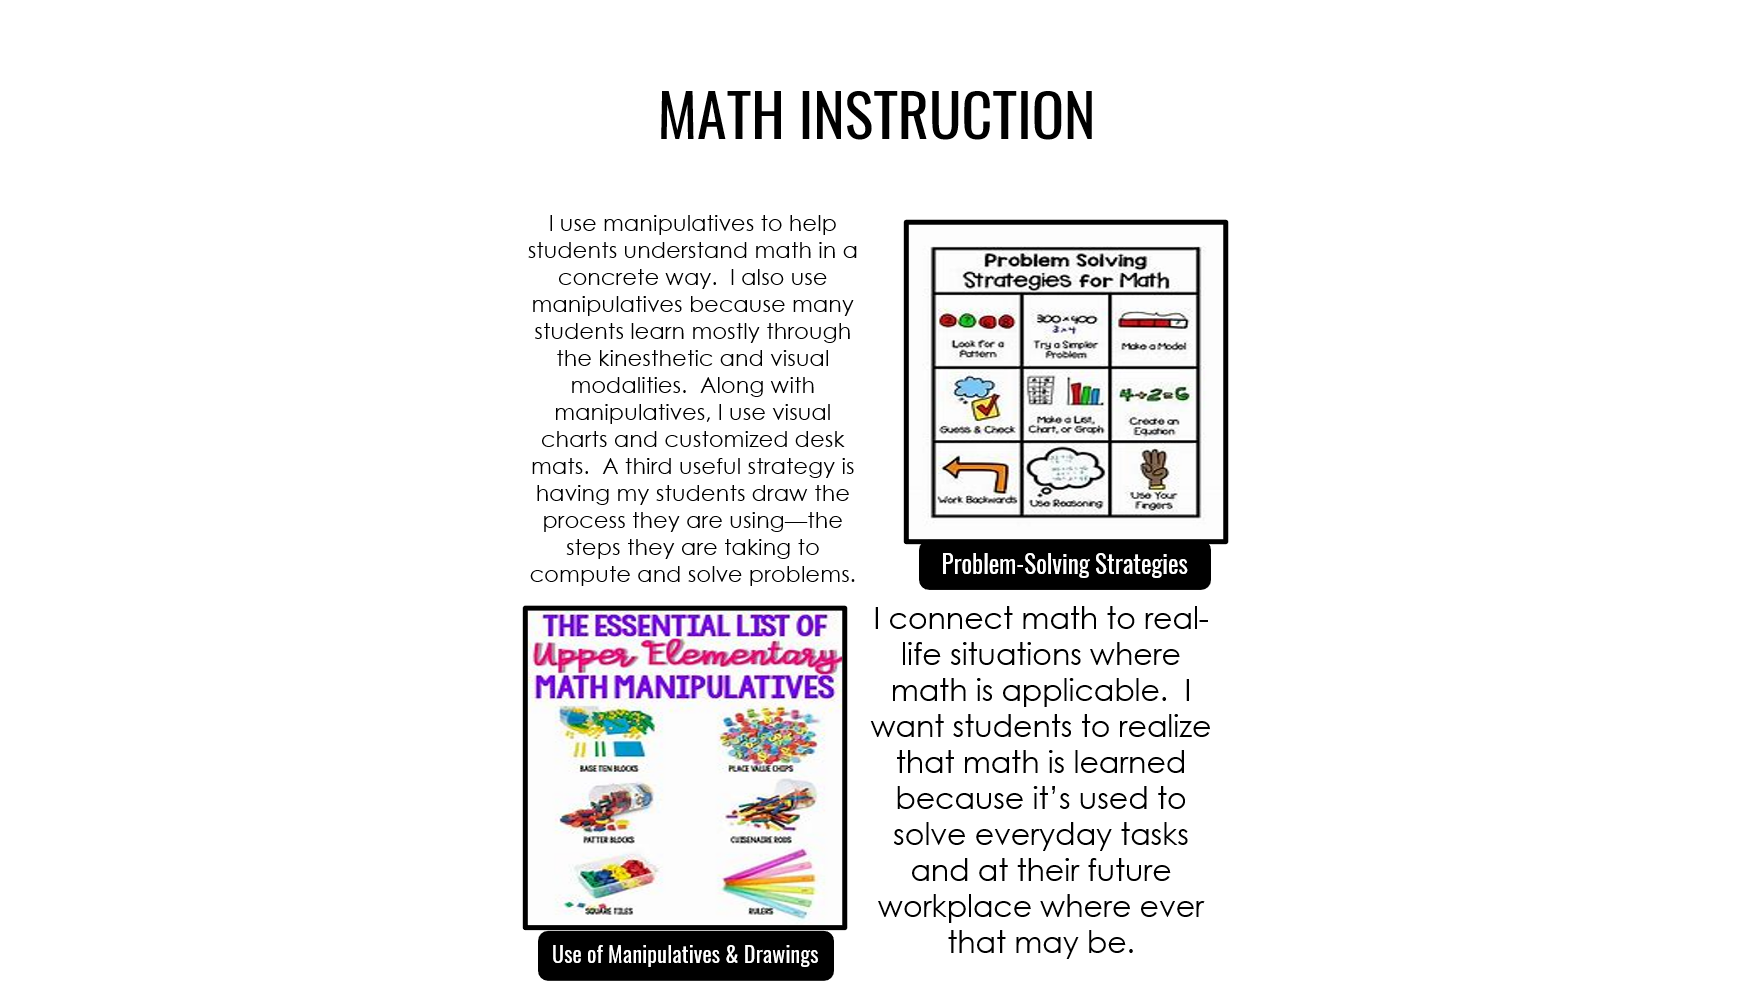 MATH INSTRUCTION
I use manipulatives to help
students understand math in a
concrete way.  I also use
manipulatives because many
students learn mostly through
the kinesthetic and visual
modalities.  Along with
manipulatives, I use visual
charts and customized desk
mats.  A third useful strategy is
having my students draw the
process they are using—the
steps they are taking to
compute and solve problems.
Problem Solving
Strategies for Math
Look for a
Pattern
300×400
3×4
Try a Simpler
Problem
Make a Model
Guess & Check
Make a List,
Chart, or Graph
4+2=6
Create an
Equation
Work Backwards
Use Reasoning
Use Your
Fingers
Problem-Solving Strategies
THE ESSENTIAL LIST OF
Upper Elementary
MATH MANIPULATIVES
BASE TEN BLOCKS
PLACE VALUE CHIPS
PATTER BLOCKS
CUISENAIRE RODS
SQUARE TILES
RULERS
Use of Manipulatives & Drawings
I connect math to real-
life situations where
math is applicable.  I
want students to realize
that math is learned
because it’s used to
solve everyday tasks
and at their future
workplace where ever
that may be.